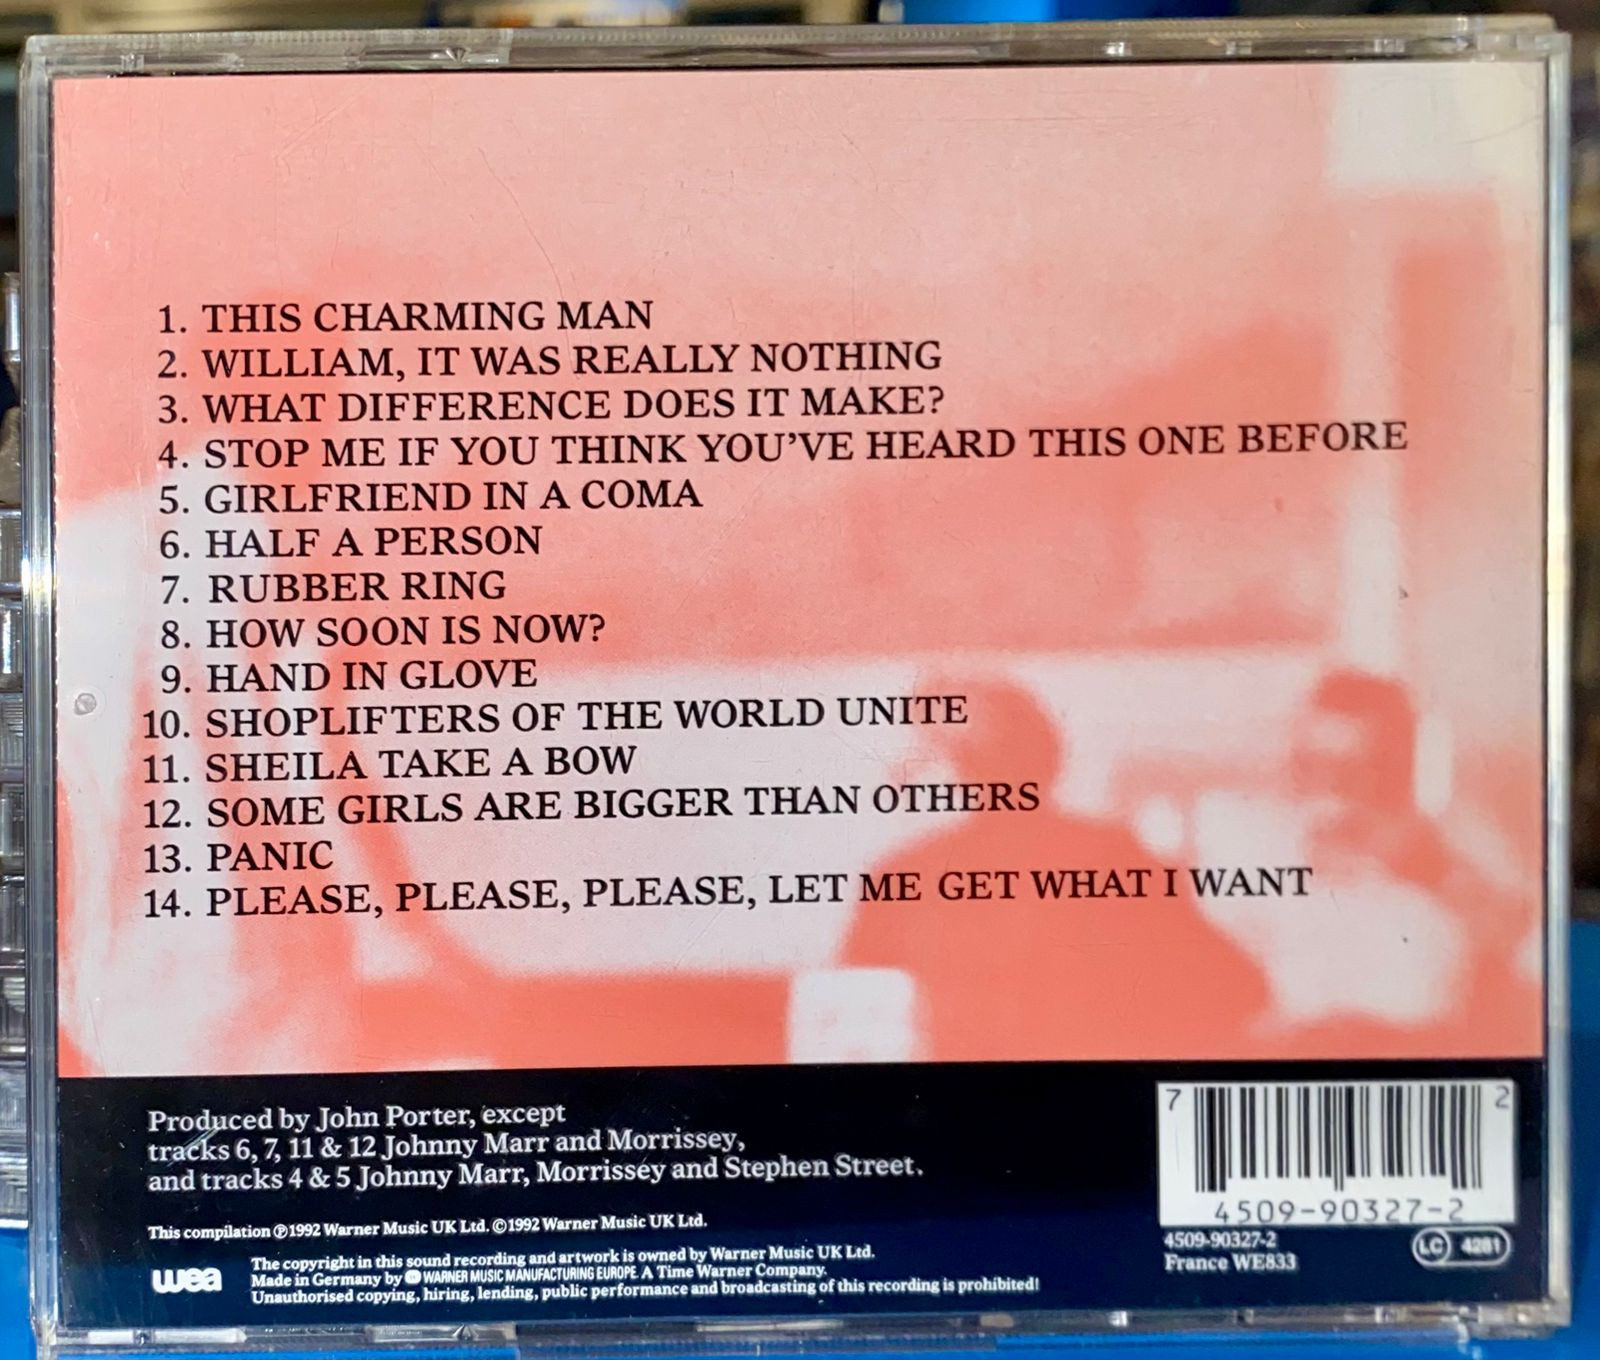 1. THIS CHARMING MAN
2. WILLIAM, IT WAS REALLY NOTHING
3. WHAT DIFFERENCE DOES IT MAKE?
4. STOP ME IF YOU THINK YOU'VE HEARD THIS ONE BEFORE
5. GIRLFRIEND IN A COMA
6. HALF A PERSON
7. RUBBER RING
8. HOW SOON IS NOW?
9. HAND IN GLOVE
10. SHOPLIFTERS OF THE WORLD UNITE
11. SHEILA TAKE A BOW
12. SOME GIRLS ARE BIGGER THAN OTHERS
13. PANIC
14. PLEASE, PLEASE, PLEASE, LET ME GET WHAT I WANT
Produced by John Porter, except
tracks 6, 7, 11 & 12 Johnny Marr and Morrissey,
and tracks 4 & 5 Johnny Marr, Morrissey and Stephen Street.
This compilation ℗1992 Warner Music UK Ltd. ©1992 Warner Music UK Ltd.
wea
The copyright in this sound recording and artwork is owned by Warner Music UK Ltd.
Made in Germany by WARNER MUSIC MANUFACTURING EUROPE. A Time Warner Company.
Unauthorised copying, hiring, lending, public performance and broadcasting of this recording is prohibited!
7 2
4509-90327-2
4509-90327-2
France WE833
LC 4281